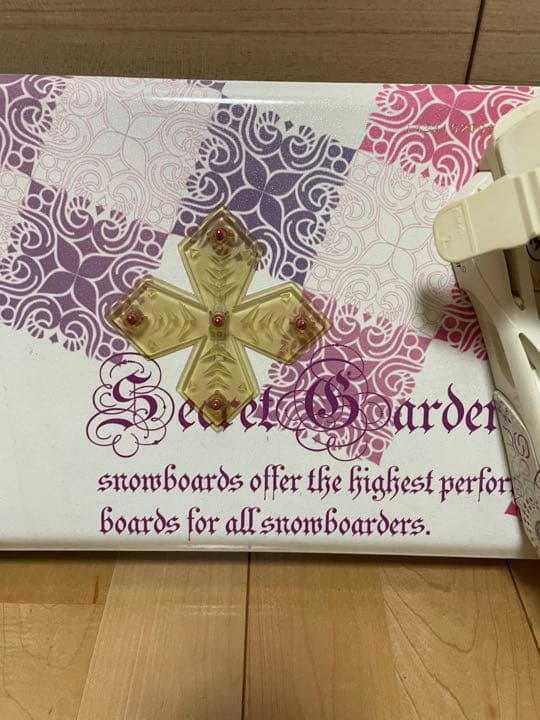 Secret Garden
snowboards offer the highest perfor
boards for all snowboarders.